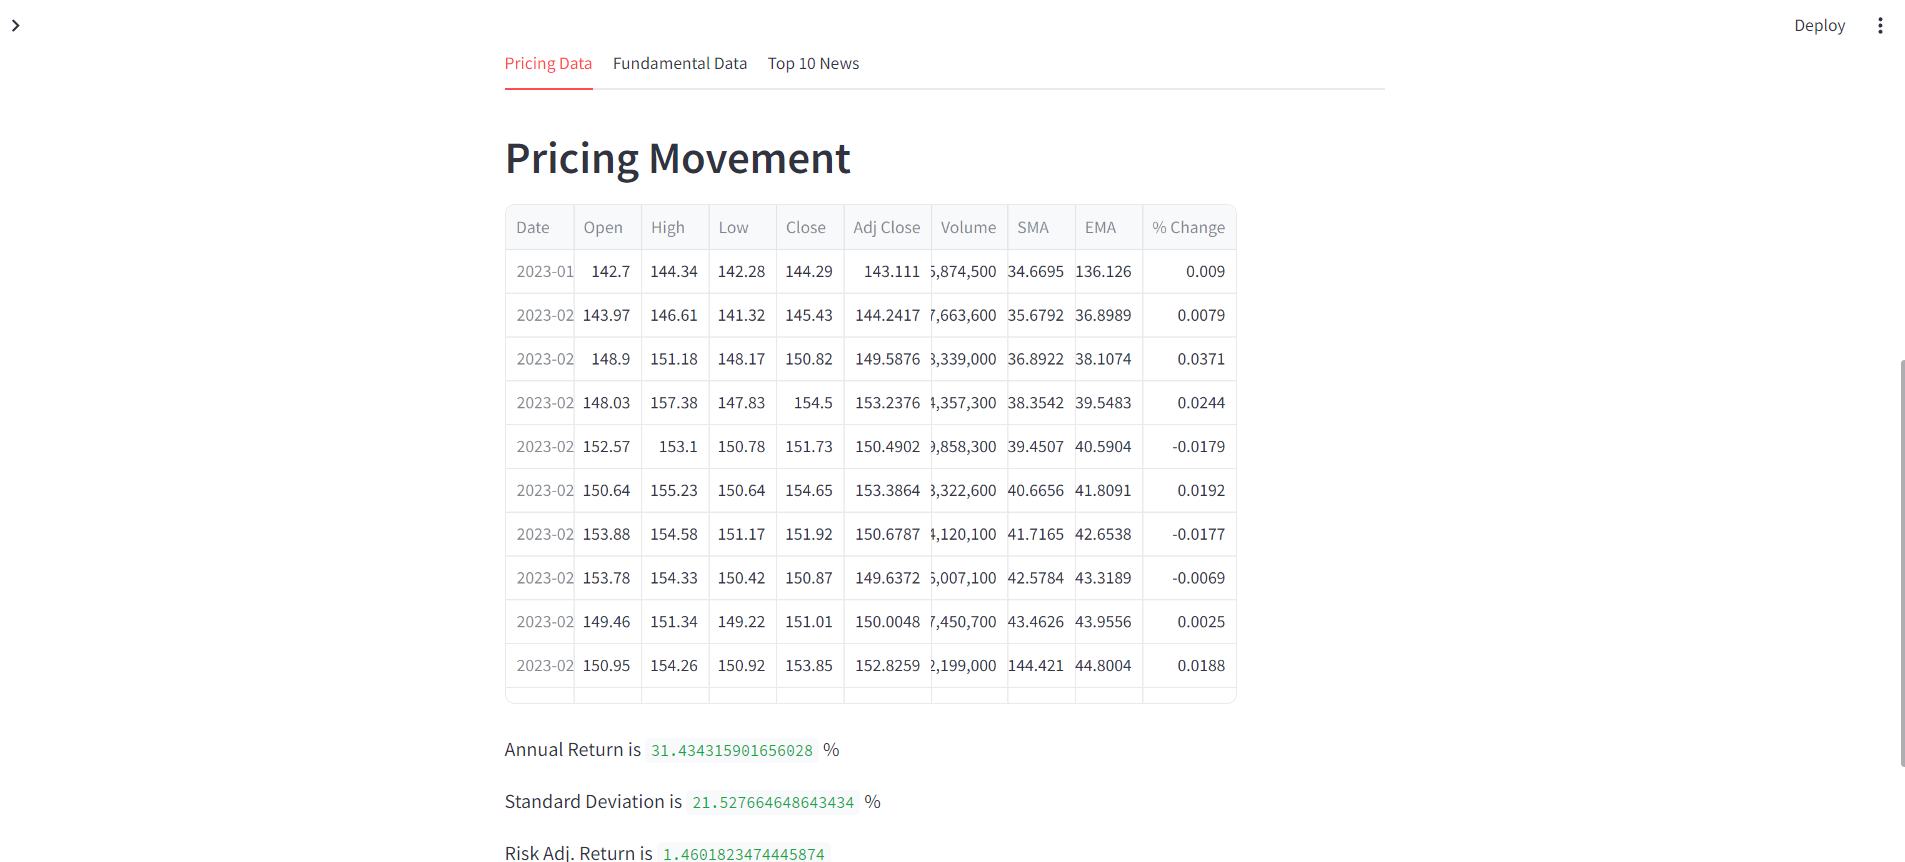 Deploy
Pricing Data Fundamental Data Top 10 News
Pricing Movement
Date Open High Low Close Adj Close Volume SMA EMA % Change
2023-01 142.7 144.34 142.28 144.29 143.111 5,874,500 34.6695 136.126 0.009
2023-02 143.97 146.61 141.32 145.43 144.2417 7,663,600 35.6792 36.8989 0.0079
2023-02 148.9 151.18 148.17 150.82 149.5876 3,339,000 36.8922 38.1074 0.0371
2023-02 148.03 157.38 147.83 154.5 153.2376 4,357,300 38.3542 39.5483 0.0244
2023-02 152.57 153.1 150.78 151.73 150.4902 9,858,300 39.4507 40.5904 -0.0179
2023-02 150.64 155.23 150.64 154.65 153.3864 3,322,600 40.6656 41.8091 0.0192
2023-02 153.88 154.58 151.17 151.92 150.6787 4,120,100 41.7165 42.6538 -0.0177
2023-02 153.78 154.33 150.42 150.87 149.6372 6,007,100 42.5784 43.3189 -0.0069
2023-02 149.46 151.34 149.22 151.01 150.0048 7,450,700 43.4626 43.9556 0.0025
2023-02 150.95 154.26 150.92 153.85 152.8259 2,199,000 144.421 44.8004 0.0188
Annual Return is 31.434315901656028 %
Standard Deviation is 21.527664648643434 %
Risk Adj. Return is 1.4601823474445874